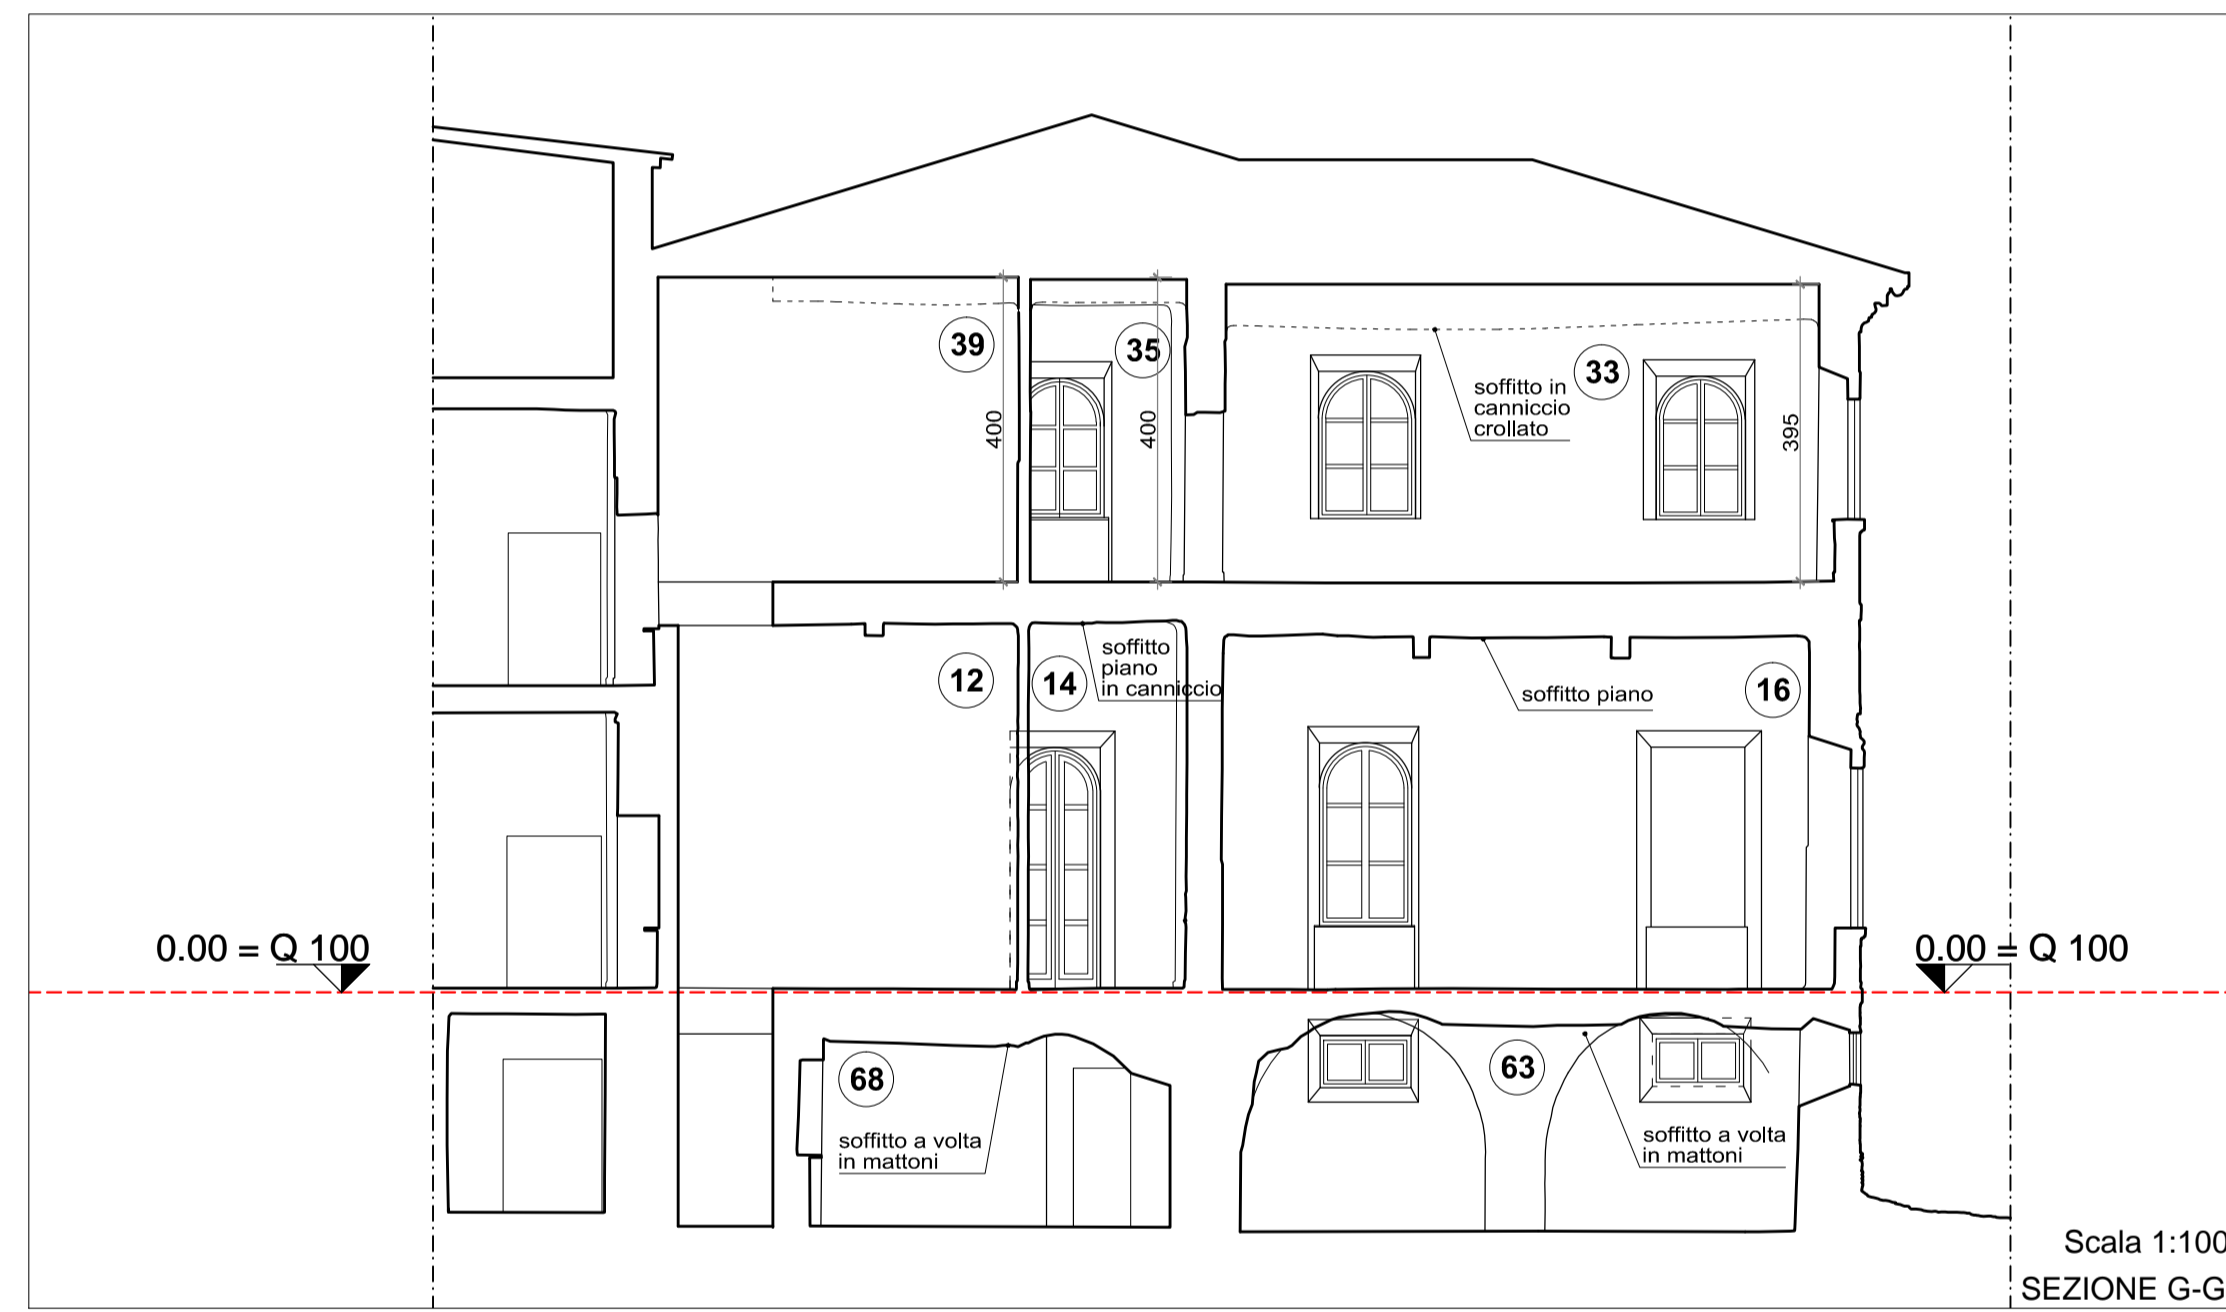 39
35
33
soffitto in
canniccio
crollato
400
400
395
12
14
soffitto
piano
in canniccio
soffitto piano
16
0.00 = Q 100
0.00 = Q 100
68
soffitto a volta
in mattoni
63
soffitto a volta
in mattoni
Scala 1:100
SEZIONE G-G